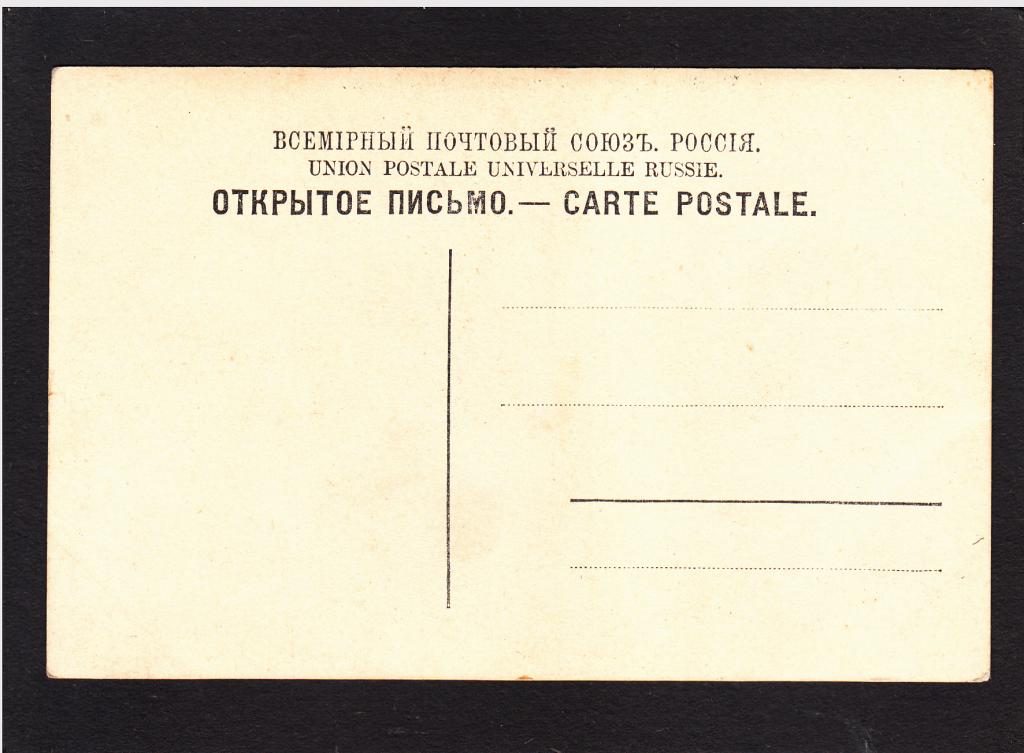 ВСЕМІРНЫЙ ПОЧТОВЫЙ СОЮЗЪ. РОССІЯ.
UNION POSTALE UNIVERSELLE RUSSIE.
ОТКРЫТОЕ ПИСЬМО.— CARTE POSTALE.